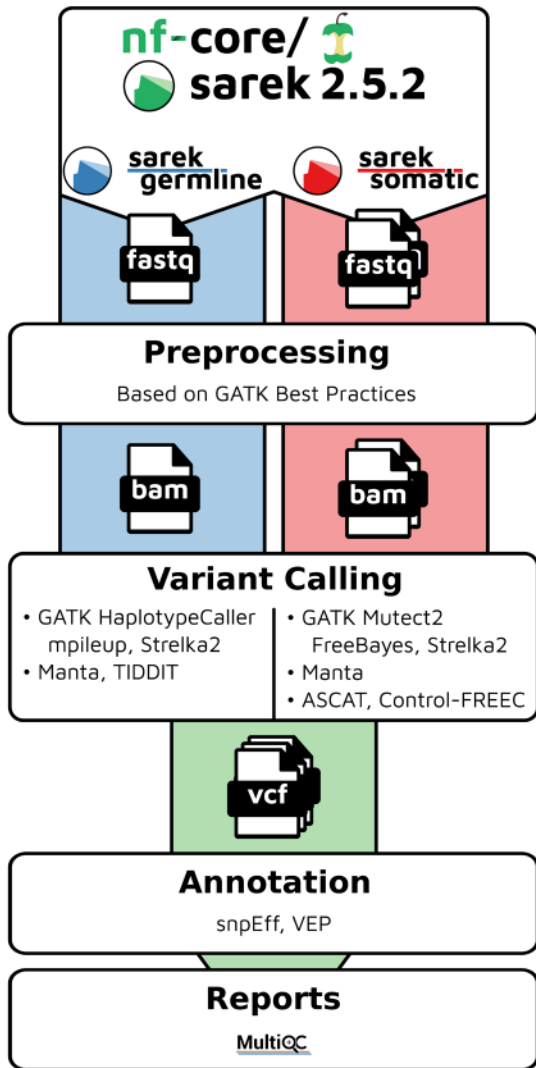 nf-core/
sarek 2.5.2
sarek
germline
sarek
somatic
fastq
fastq
Preprocessing
Based on GATK Best Practices
bam
bam
Variant Calling
• GATK HaplotypeCaller
mpileup, Strelka2
• Manta, TIDDIT
• GATK Mutect2
FreeBayes, Strelka2
• Manta
• ASCAT, Control-FREEC
vcf
Annotation
snpEff, VEP
Reports
MultiQC